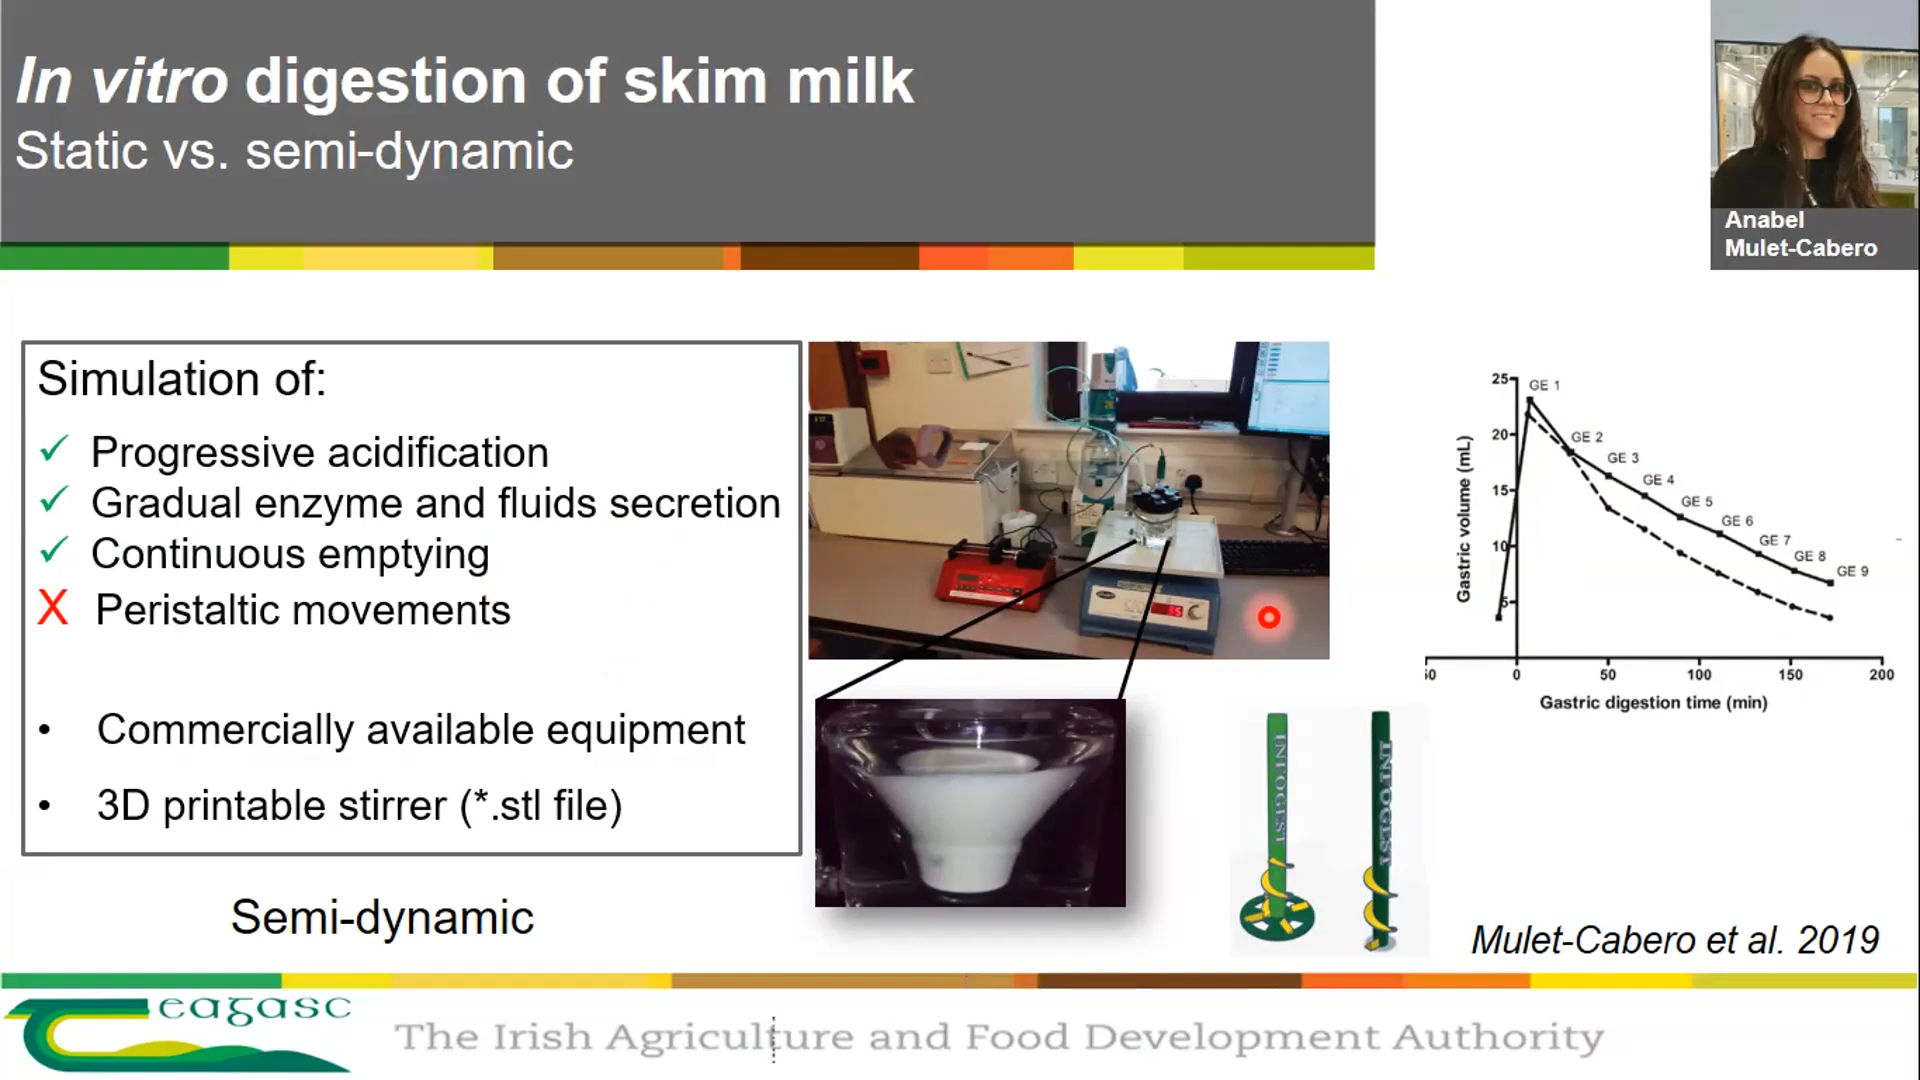 In vitro digestion of skim milk
Static vs. semi-dynamic
Anabel
Mulet-Cabero
Simulation of:
✓ Progressive acidification
✓ Gradual enzyme and fluids secretion
✓ Continuous emptying
X Peristaltic movements
• Commercially available equipment
• 3D printable stirrer (*.stl file)
Semi-dynamic
INFOGEST
INFOGEST
Gastric volume (mL)
25
20
15
10
5
GE 1
GE 2
GE 3
GE 4
GE 5
GE 6
GE 7
GE 8
GE 9
0
50
100
150
200
Gastric digestion time (min)
Mulet-Cabero et al. 2019
eagasc
The Irish Agriculture and Food Development Authority